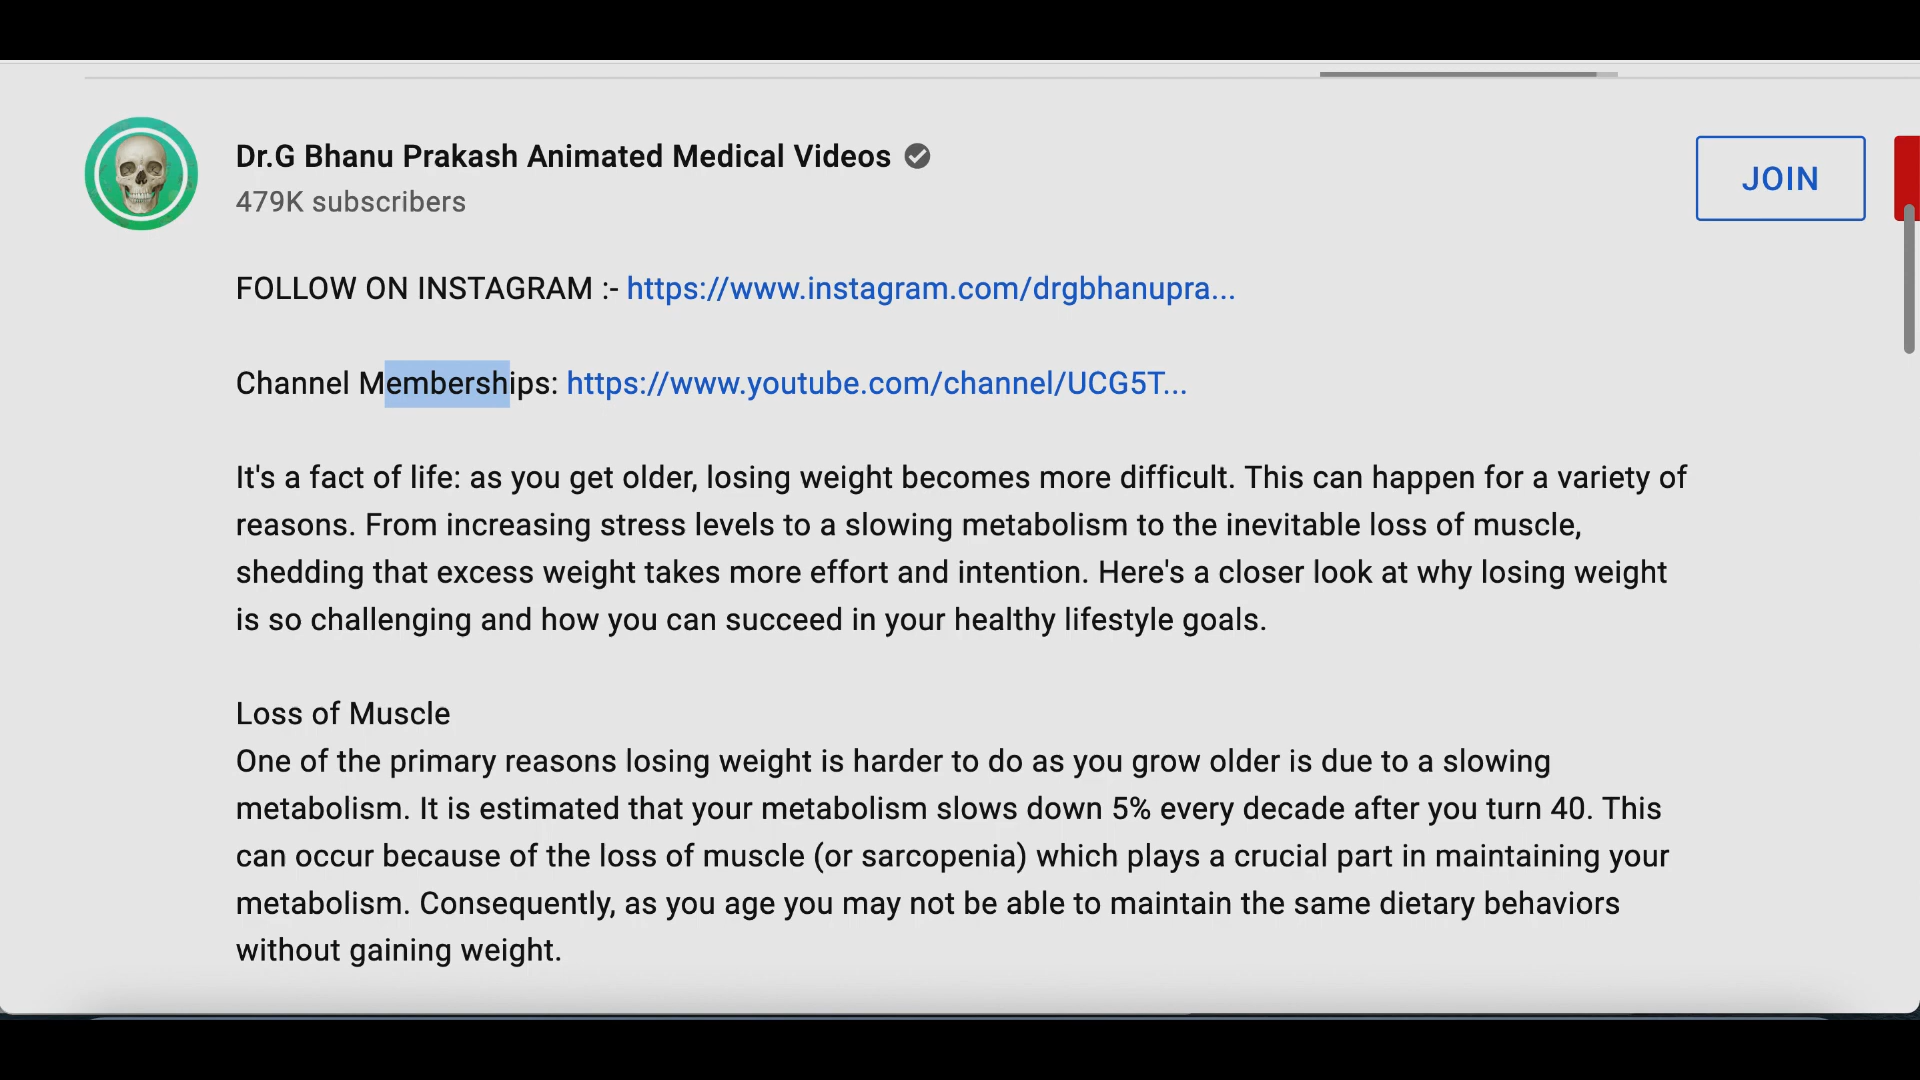 Dr.G Bhanu Prakash Animated Medical Videos
479K subscribers
JOIN
FOLLOW ON INSTAGRAM :- https://www.instagram.com/drgbhanupra...
Channel Memberships: https://www.youtube.com/channel/UCG5T...
It's a fact of life: as you get older, losing weight becomes more difficult. This can happen for a variety of
reasons. From increasing stress levels to a slowing metabolism to the inevitable loss of muscle,
shedding that excess weight takes more effort and intention. Here's a closer look at why losing weight
is so challenging and how you can succeed in your healthy lifestyle goals.
Loss of Muscle
One of the primary reasons losing weight is harder to do as you grow older is due to a slowing
metabolism. It is estimated that your metabolism slows down 5% every decade after you turn 40. This
can occur because of the loss of muscle (or sarcopenia) which plays a crucial part in maintaining your
metabolism. Consequently, as you age you may not be able to maintain the same dietary behaviors
without gaining weight.